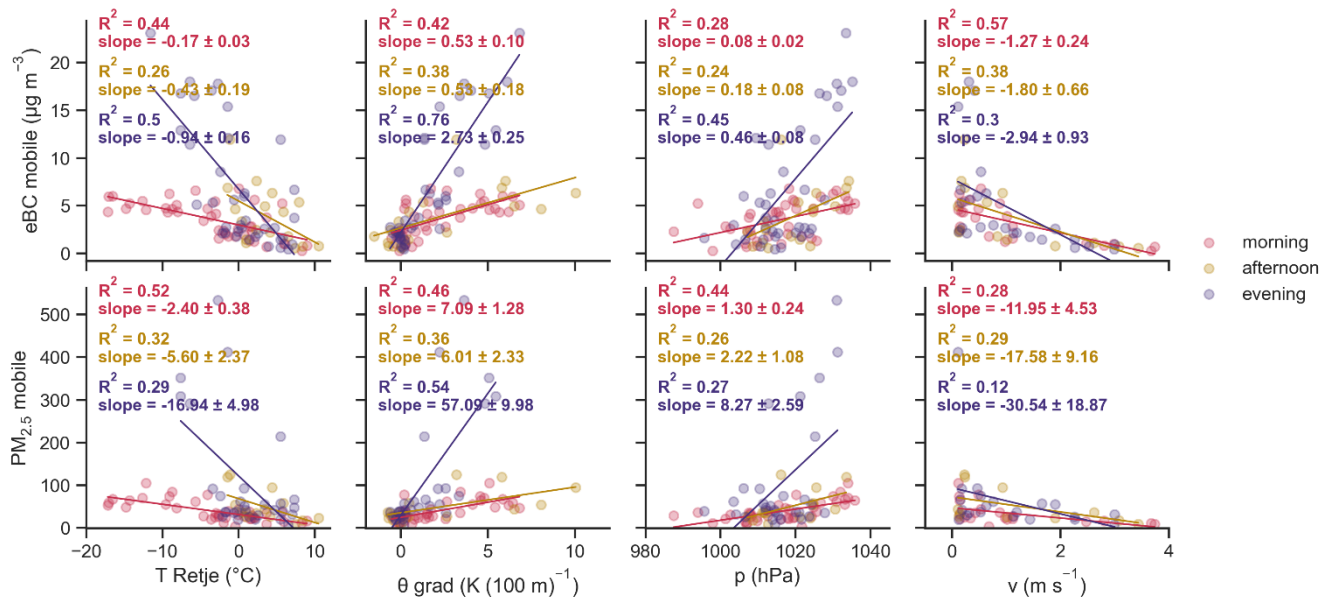 R² = 0.44
slope = -0.17 ± 0.03
R² = 0.26
slope = -0.43 ± 0.19
R² = 0.5
slope = -0.94 ± 0.16
R² = 0.42
slope = 0.53 ± 0.10
R² = 0.38
slope = 0.53 ± 0.18
R² = 0.76
slope = 2.73 ± 0.25
R² = 0.28
slope = 0.08 ± 0.02
R² = 0.24
slope = 0.18 ± 0.08
R² = 0.45
slope = 0.46 ± 0.08
R² = 0.57
slope = -1.27 ± 0.24
R² = 0.38
slope = -1.80 ± 0.66
R² = 0.3
slope = -2.94 ± 0.93
eBC mobile (μg m⁻³)
20
15
10
5
0
morning
afternoon
evening
R² = 0.52
slope = -2.40 ± 0.38
R² = 0.32
slope = -5.60 ± 2.37
R² = 0.29
slope = -16.94 ± 4.98
R² = 0.46
slope = 7.09 ± 1.28
R² = 0.36
slope = 6.01 ± 2.33
R² = 0.54
slope = 57.09 ± 9.98
R² = 0.44
slope = 1.30 ± 0.24
R² = 0.26
slope = 2.22 ± 1.08
R² = 0.27
slope = 8.27 ± 2.59
R² = 0.28
slope = -11.95 ± 4.53
R² = 0.29
slope = -17.58 ± 9.16
R² = 0.12
slope = -30.54 ± 18.87
PM₂.₅ mobile
500
400
300
200
100
0
−20 −10 0 10
T Retje (°C)
0 5 10
θ grad (K (100 m)⁻¹)
980 1000 1020 1040
p (hPa)
0 2 4
v (m s⁻¹)